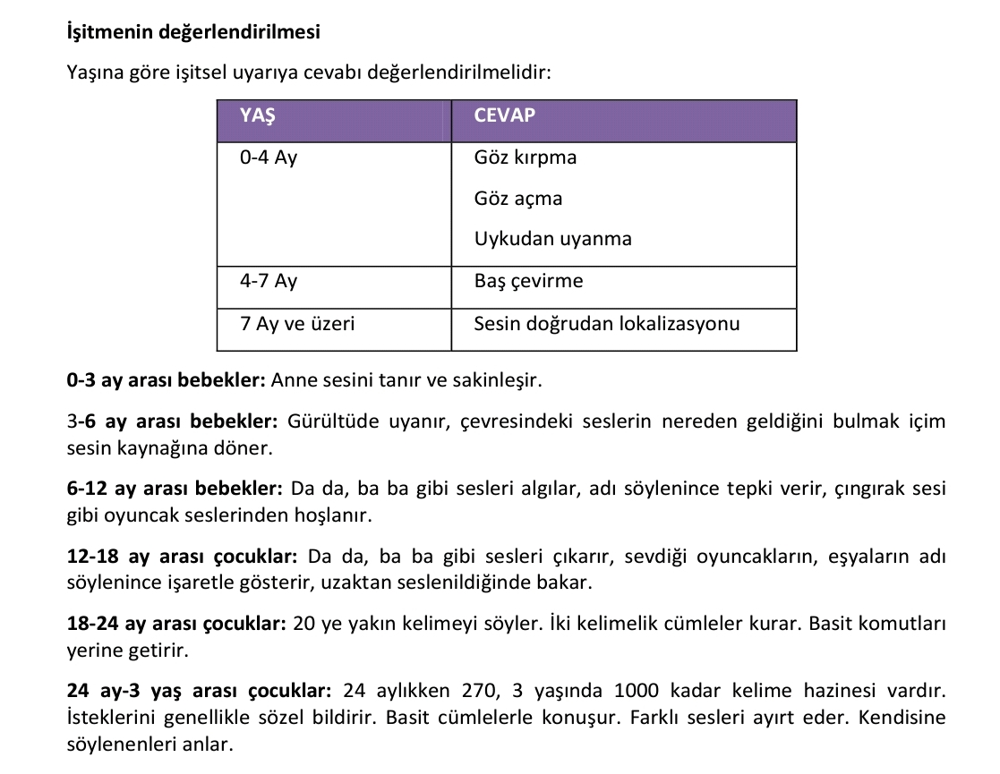 İşitmenin değerlendirilmesi
Yaşına göre işitsel uyarıya cevabı değerlendirilmelidir:
YAŞ CEVAP
0-4 Ay Göz kırpma
Göz açma
Uykudan uyanma
4-7 Ay Baş çevirme
7 Ay ve üzeri Sesin doğrudan lokalizasyonu
0-3 ay arası bebekler: Anne sesini tanır ve sakinleşir.
3-6 ay arası bebekler: Gürültüde uyanır, çevresindeki seslerin nereden geldiğini bulmak içim
sesin kaynağına döner.
6-12 ay arası bebekler: Da da, ba ba gibi sesleri algılar, adı söylenince tepki verir, çıngırak sesi
gibi oyuncak seslerinden hoşlanır.
12-18 ay arası çocuklar: Da da, ba ba gibi sesleri çıkarır, sevdiği oyuncakların, eşyaların adı
söylenince işaretle gösterir, uzaktan seslenildiğinde bakar.
18-24 ay arası çocuklar: 20 ye yakın kelimeyi söyler. İki kelimelik cümleler kurar. Basit komutları
yerine getirir.
24 ay-3 yaş arası çocuklar: 24 aylıkken 270, 3 yaşında 1000 kadar kelime hazinesi vardır.
İsteklerini genellikle sözel bildirir. Basit cümlelerle konuşur. Farklı sesleri ayırt eder. Kendisine
söylenenleri anlar.